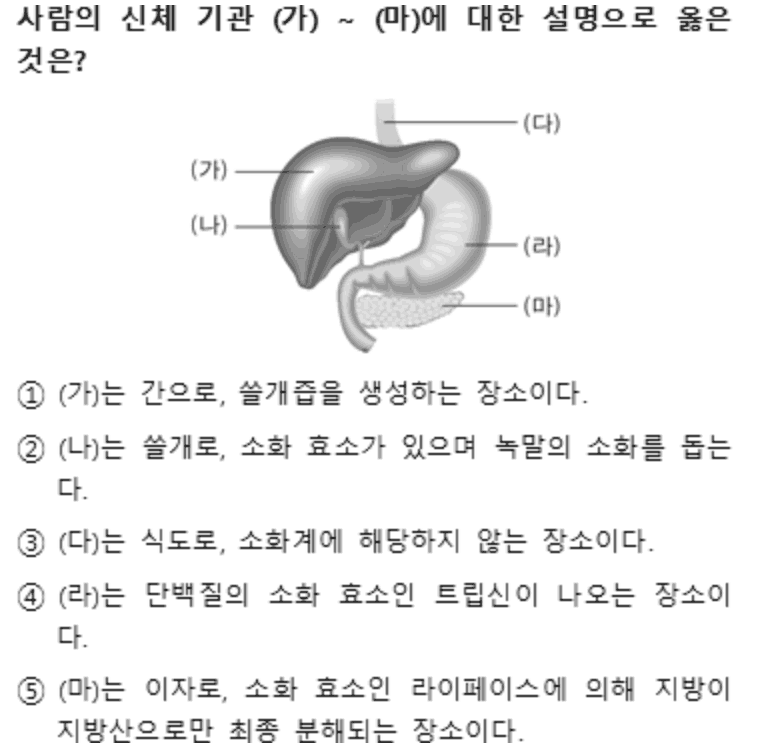 사람의 신체 기관 (가) ~ (마)에 대한 설명으로 옳은
것은?
(다)
(가)
(나)
(라)
(마)
① (가)는 간으로, 쓸개즙을 생성하는 장소이다.
② (나)는 쓸개로, 소화 효소가 있으며 녹말의 소화를 돕는
다.
③ (다)는 식도로, 소화계에 해당하지 않는 장소이다.
④ (라)는 단백질의 소화 효소인 트립신이 나오는 장소이
다.
⑤ (마)는 이자로, 소화 효소인 라이페이스에 의해 지방이
지방산으로만 최종 분해되는 장소이다.